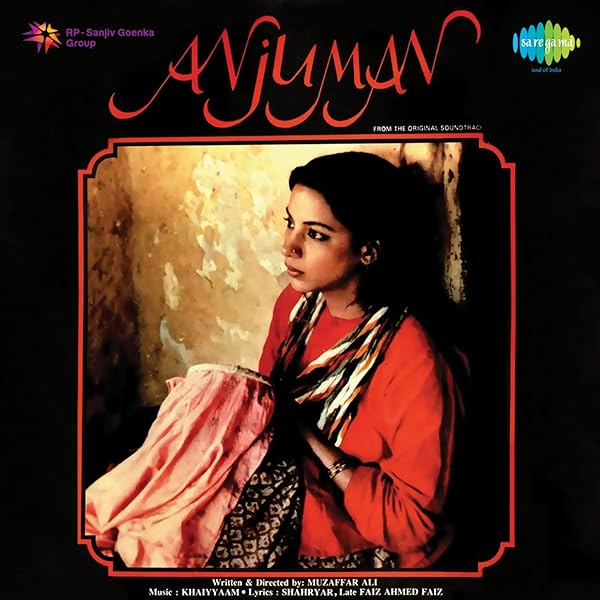 RP - Sanjiv Goenka
Group
saregama
soul of India
ANJUMAN
FROM THE ORIGINAL SOUNDTRACK
Written & Directed by: MUZAFFAR ALI
Music : KHAIYYAAM • Lyrics : SHAHRYAR, Late FAIZ AHMED FAIZ